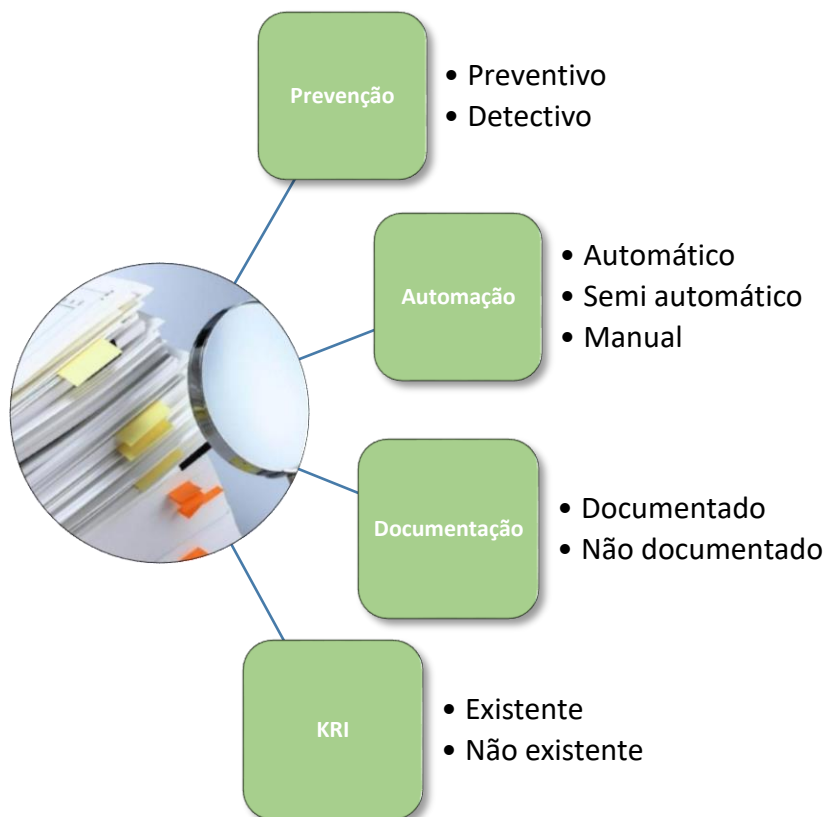 Prevenção
• Preventivo
• Detectivo
Automação
• Automático
• Semi automático
• Manual
Documentação
• Documentado
• Não documentado
KRI
• Existente
• Não existente